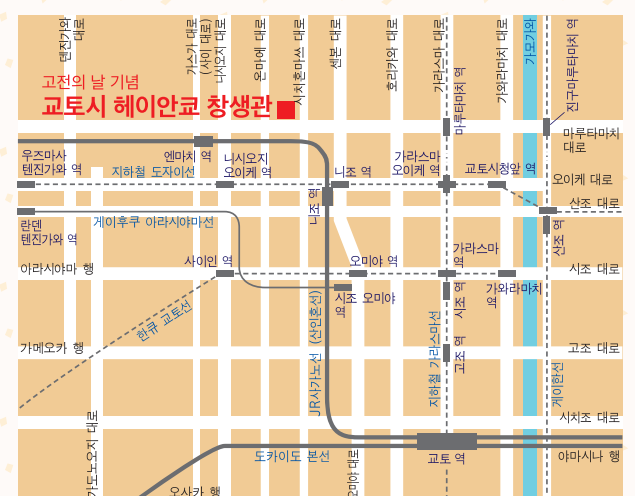 텐진가와
대로
가스가 대로
(사이 대로)
니시오지 대로
온마에 대로
시치혼마쓰 대로
센본 대로
호리카와 대로
가라스마 대로
가와라마치 대로
가모가와
진구마루타마치 역
고전의 날 기념
교토시 헤이안쿄 창생관
마루타마치 역
마루타마치
대로
우즈마사
텐진가와 역
엔마치 역
지하철 도자이선
니시오지
오이케 역
니조 역
가라스마
오이케 역
교토시청앞 역
오이케 대로
니조 역
산조 대로
란덴
텐진가와 역
게이후쿠 아라시야마선
산조 역
아라시야마 행
사이인 역
오미야 역
가라스마
역
시조 대로
시조 오미야
역
시조 역
가와라마치
역
한큐 교토선
JR사가노선 (산인혼선)
지하철 가라스마선
가메오카 행
고조 역
고조 대로
게이한선
가도노오지 대로
시치조 대로
도카이도 본선
오미야 대로
교토 역
야마시나 행
오사카 행